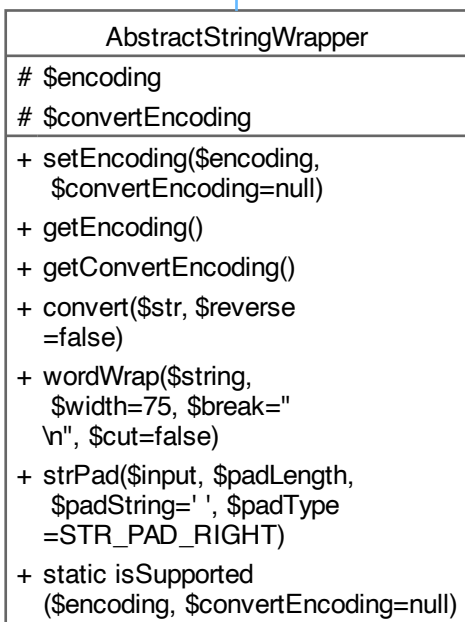 AbstractStringWrapper
# $encoding
# $convertEncoding
+ setEncoding($encoding,
$convertEncoding=null)
+ getEncoding()
+ getConvertEncoding()
+ convert($str, $reverse
=false)
+ wordWrap($string,
$width=75, $break="
\n", $cut=false)
+ strPad($input, $padLength,
$padString=' ', $padType
=STR_PAD_RIGHT)
+ static isSupported
($encoding, $convertEncoding=null)